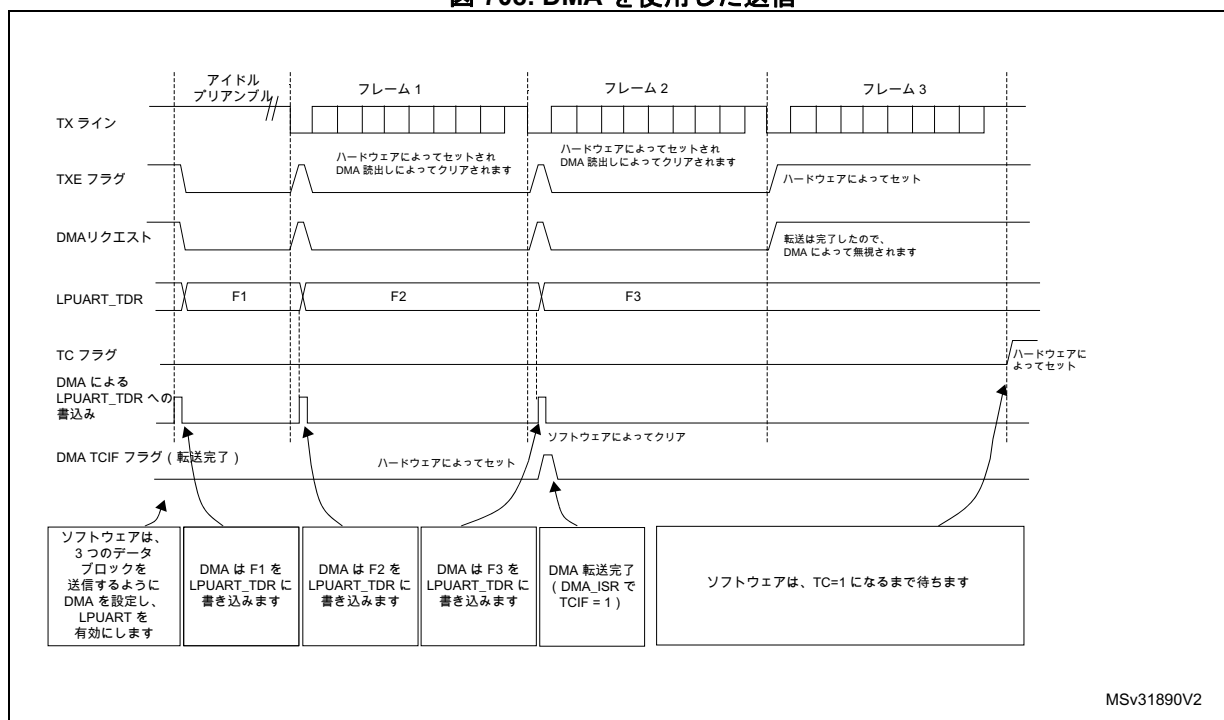 図 708. DMA を使用した送信
アイドル
プリアンブル
フレーム 1
フレーム 2
フレーム 3
TX ライン
ハードウェアによってセットされ
DMA 読出しによってクリアされます
ハードウェアによってセットされ
DMA 読出しによってクリアされます
TXE フラグ
ハードウェアによってセット
DMAリクエスト
転送は完了したので、
DMA によって無視されます
LPUART_TDR
F1
F2
F3
TC フラグ
ハードウェアに
よってセット
DMA による
LPUART_TDR への
書込み
ソフトウェアによってクリア
DMA TCIF フラグ ( 転送完了 )
ハードウェアによってセット
ソフトウェアは、
3 つのデータ
ブロックを
送信するように
DMA を設定し、
LPUART を
有効にします
DMA は F1 を
LPUART_TDR に
書き込みます
DMA は F2 を
LPUART_TDR に
書き込みます
DMA は F3 を
LPUART_TDR に
書き込みます
DMA 転送完了
( DMA_ISR で
TCIF = 1 )
ソフトウェアは、TC=1 になるまで待ちます
MSv31890V2